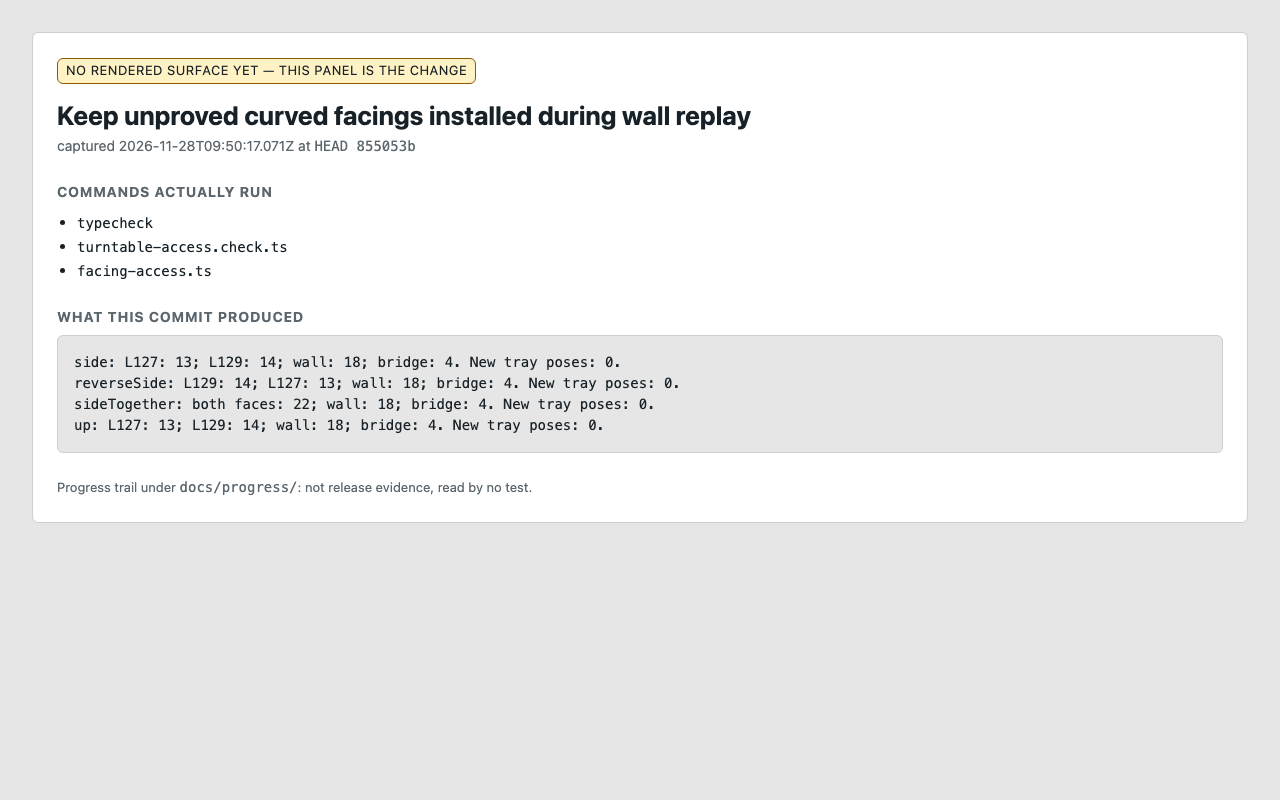 NO RENDERED SURFACE YET — THIS PANEL IS THE CHANGE
Keep unproved curved facings installed during wall replay
captured 2026-11-28T09:50:17.071Z at HEAD 855053b
COMMANDS ACTUALLY RUN
• typecheck
• turntable-access.check.ts
• facing-access.ts
WHAT THIS COMMIT PRODUCED
side: L127: 13; L129: 14; wall: 18; bridge: 4. New tray poses: 0.
reverseSide: L129: 14; L127: 13; wall: 18; bridge: 4. New tray poses: 0.
sideTogether: both faces: 22; wall: 18; bridge: 4. New tray poses: 0.
up: L127: 13; L129: 14; wall: 18; bridge: 4. New tray poses: 0.
Progress trail under docs/progress/: not release evidence, read by no test.